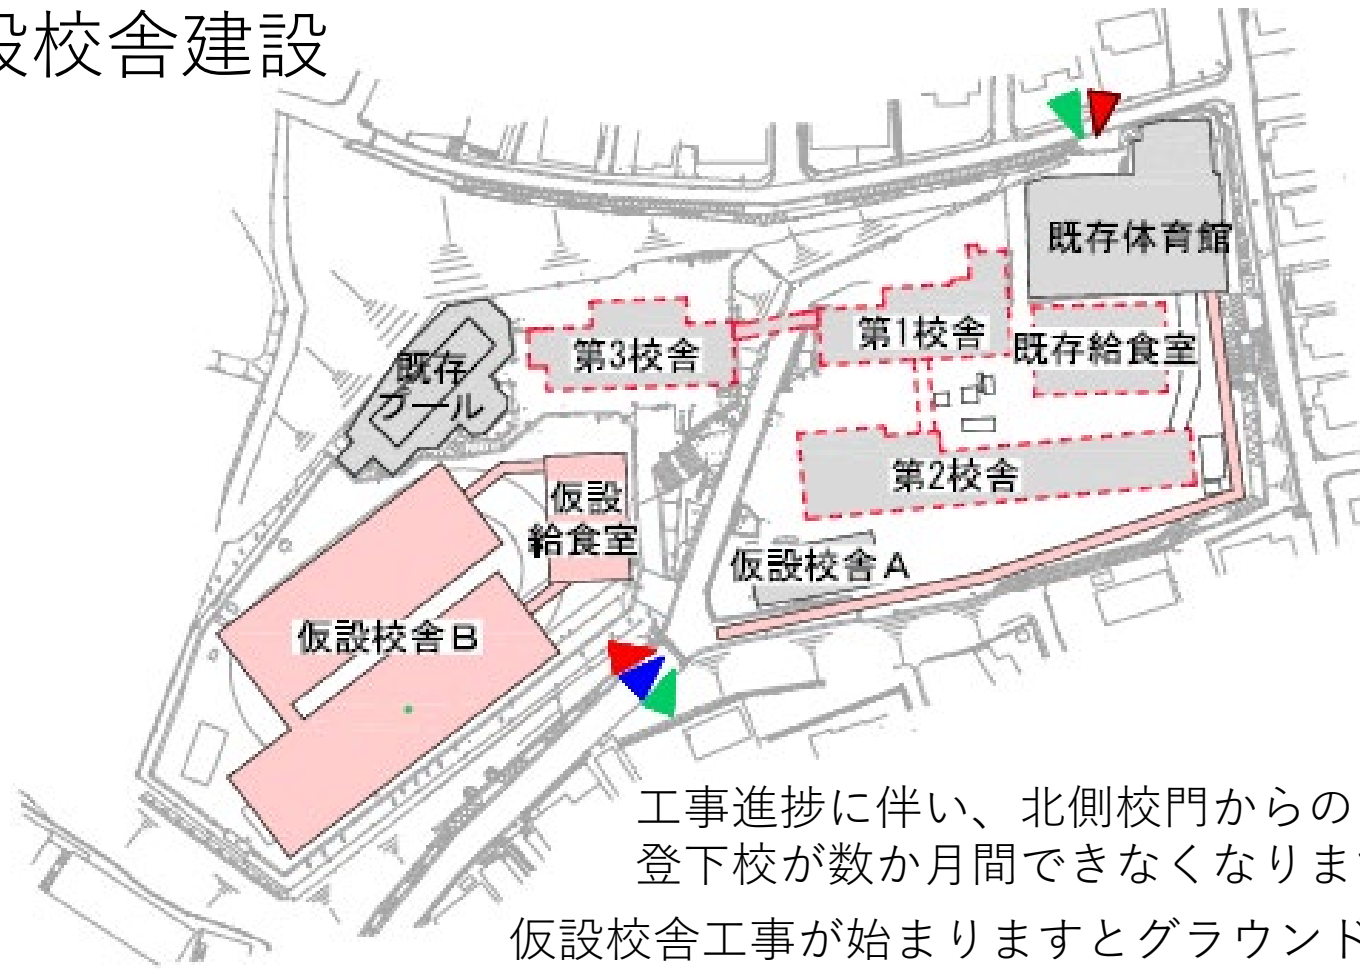 設校舎建設
既存体育館
第1校舎
既存給食室
第3校舎
既存
プール
第2校舎
仮設
給食室
仮設校舎A
仮設校舎B
工事進捗に伴い、北側校門からの
登下校が数か月間できなくなりま
仮設校舎工事が始まりますとグラウンド